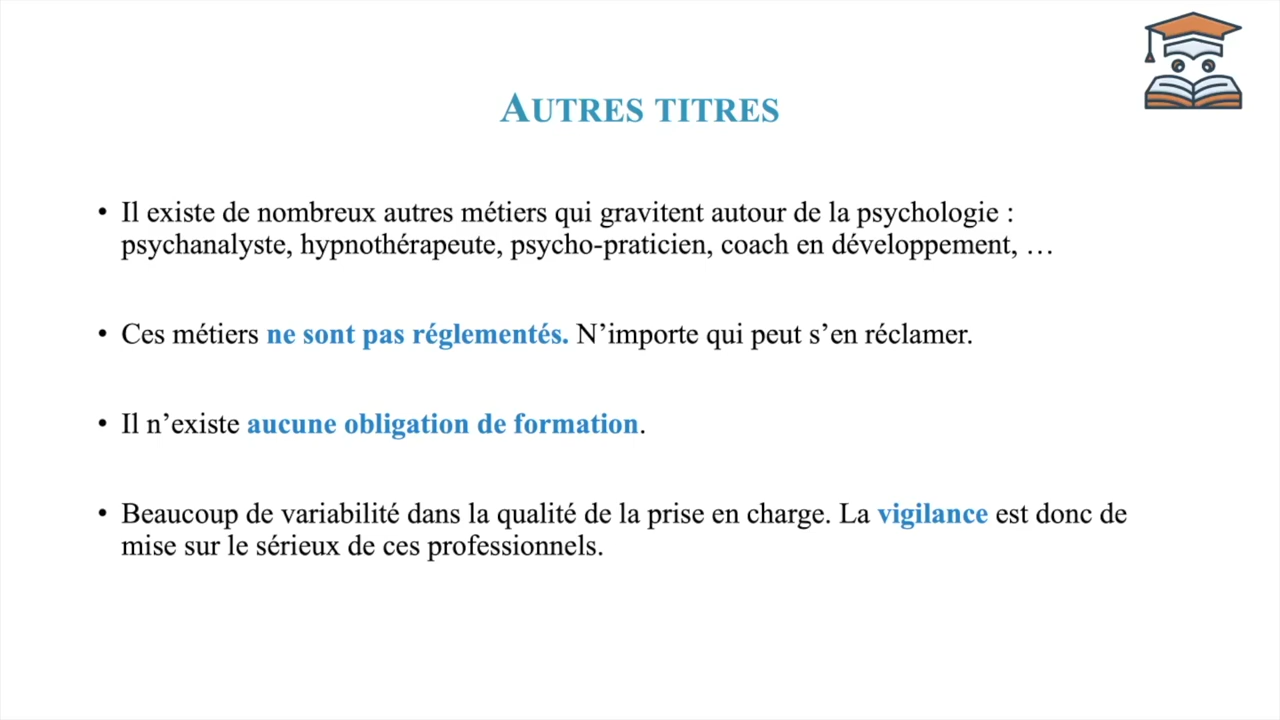 AUTRES TITRES
• Il existe de nombreux autres métiers qui gravitent autour de la psychologie :
psychanalyste, hypnothérapeute, psycho-praticien, coach en développement, …
• Ces métiers ne sont pas réglementés. N’importe qui peut s’en réclamer.
• Il n’existe aucune obligation de formation.
• Beaucoup de variabilité dans la qualité de la prise en charge. La vigilance est donc de
mise sur le sérieux de ces professionnels.